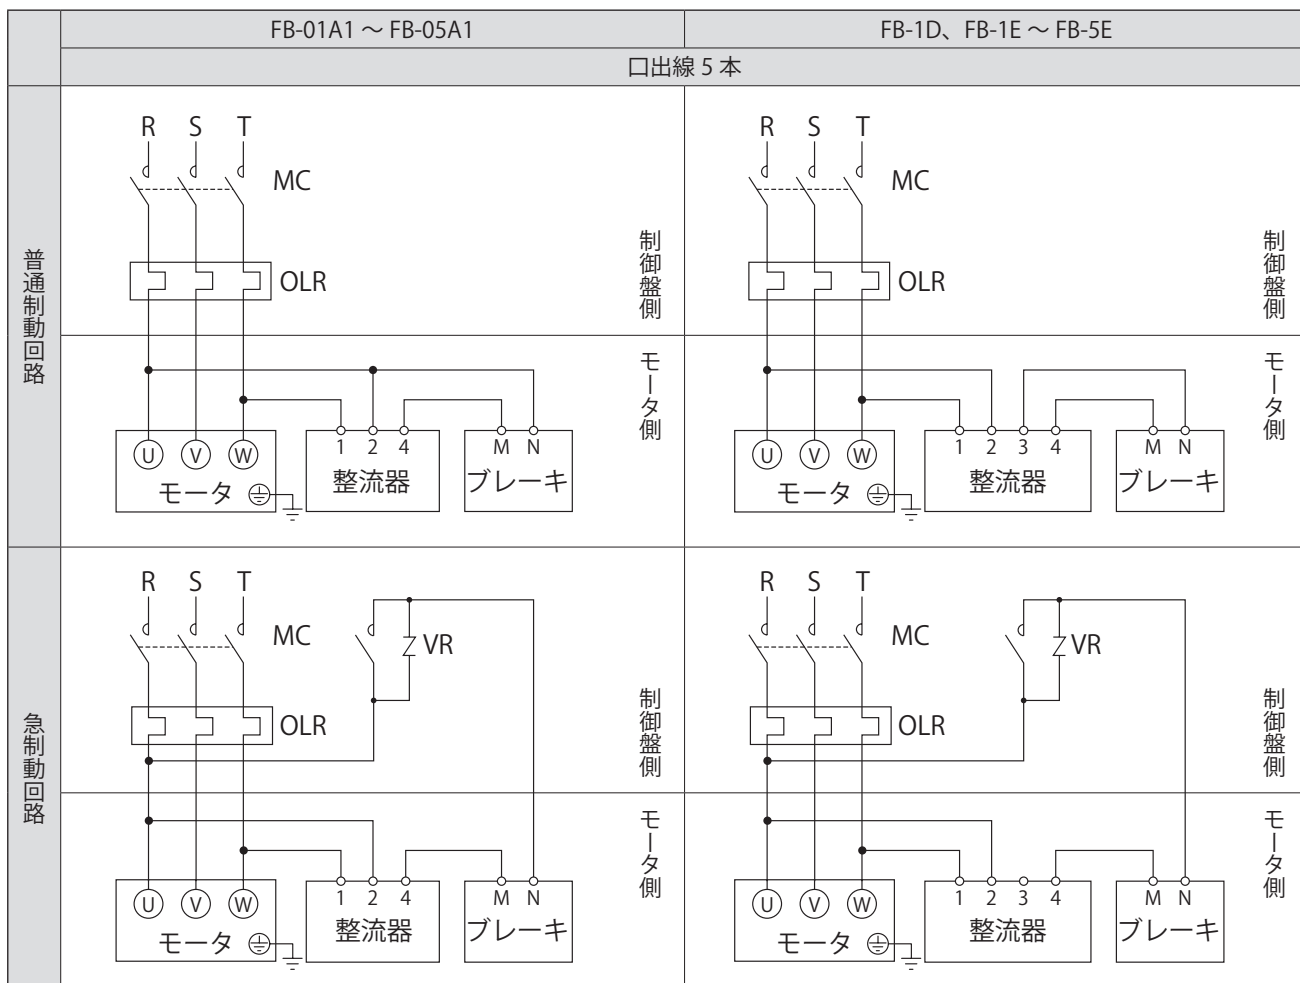 FB-01A1 ～ FB-05A1
FB-1D、FB-1E ～ FB-5E
口出線 5 本
普通制動回路
R S T
MC
OLR
制御盤側
モータ側
U V W
モータ
1 2 4
整流器
M N
ブレーキ
R S T
MC
OLR
制御盤側
モータ側
U V W
モータ
1 2 3 4
整流器
M N
ブレーキ
急制動回路
R S T
MC
VR
OLR
制御盤側
モータ側
U V W
モータ
1 2 4
整流器
M N
ブレーキ
R S T
MC
VR
OLR
制御盤側
モータ側
U V W
モータ
1 2 3 4
整流器
M N
ブレーキ